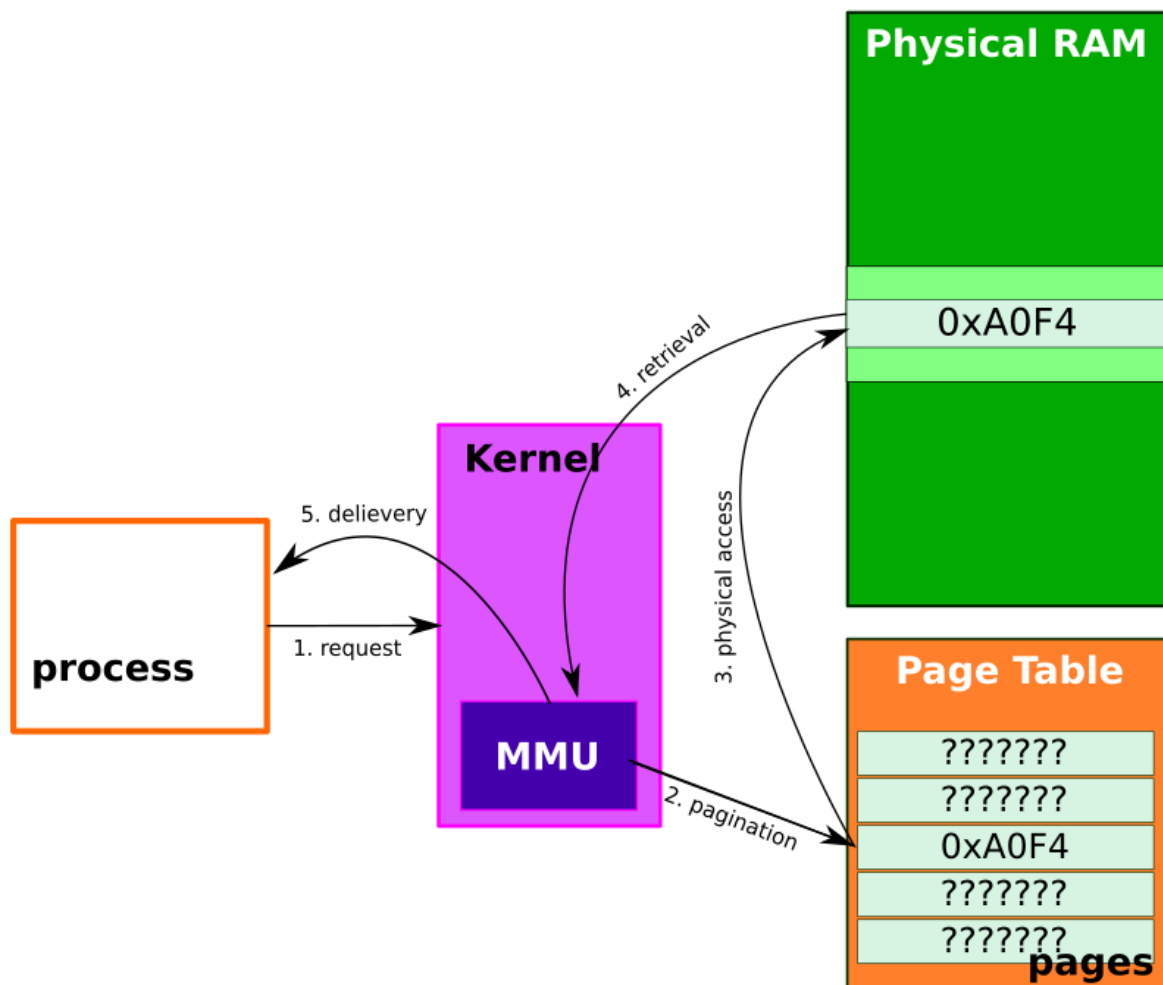 Physical RAM
0xA0F4
4. retrieval
Kernel
5. delievery
3. physical access
1. request
process
Page Table
MMU
???????
2. pagination
???????
0xA0F4
???????
???????
pages